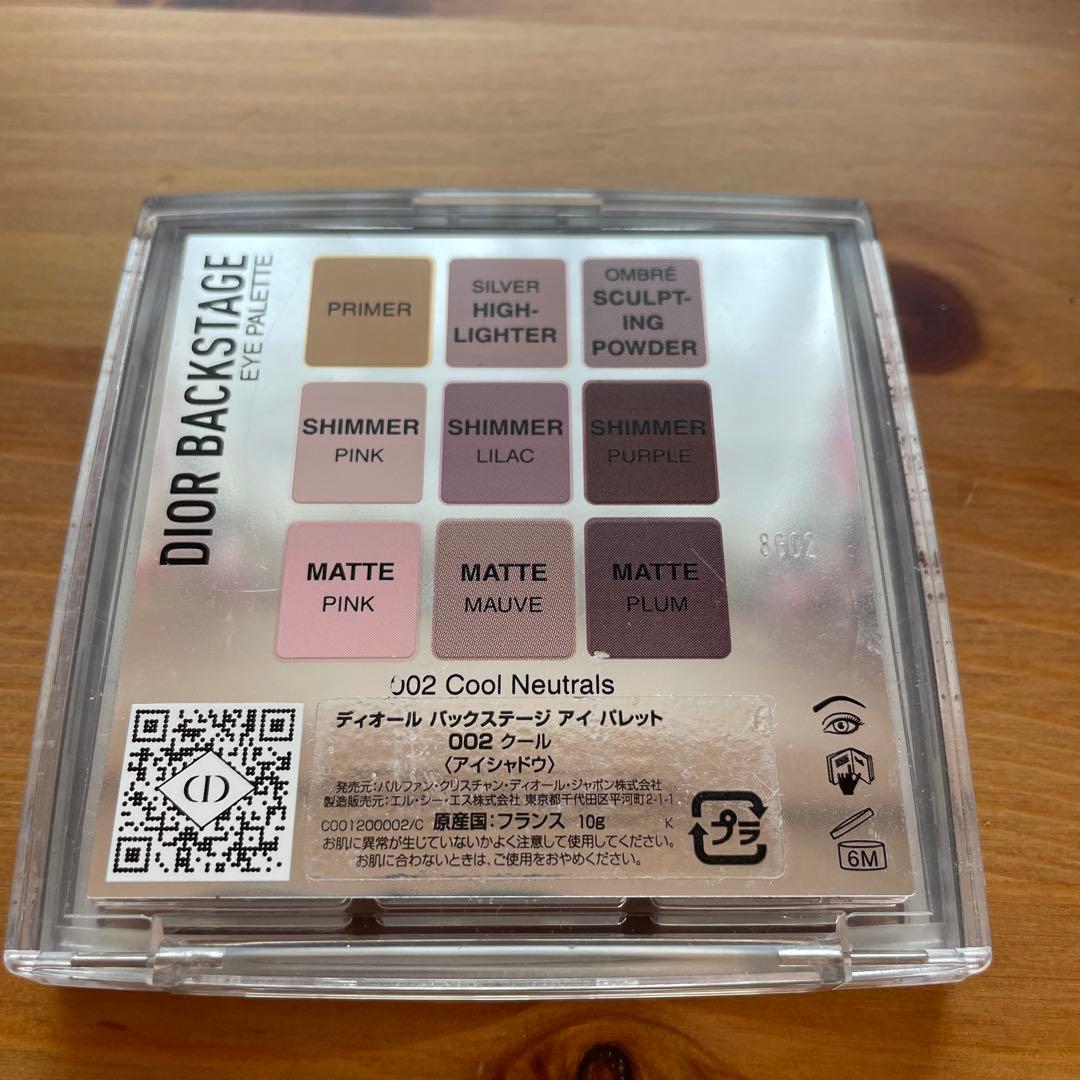 DIOR BACKSTAGE
EYE PALETTE
PRIMER
SILVER
HIGH-
LIGHTER
OMBRÉ
SCULPT-
ING
POWDER
SHIMMER
PINK
SHIMMER
LILAC
SHIMMER
PURPLE
MATTE
PINK
MATTE
MAUVE
MATTE
PLUM
8G02
002 Cool Neutrals
ディオール バックステージ アイ パレット
002 クール
〈アイシャドウ〉
発売元:パルファン・クリスチャン・ディオール・ジャポン株式会社
製造販売元:エル・シー・エス株式会社 東京都千代田区平河町2-1-1
C001200002/C 原産国:フランス 10g K
お肌に異常が生じていないかよく注意して使用してください。
お肌に合わないときは、ご使用をおやめください。
プラ
6M
CD